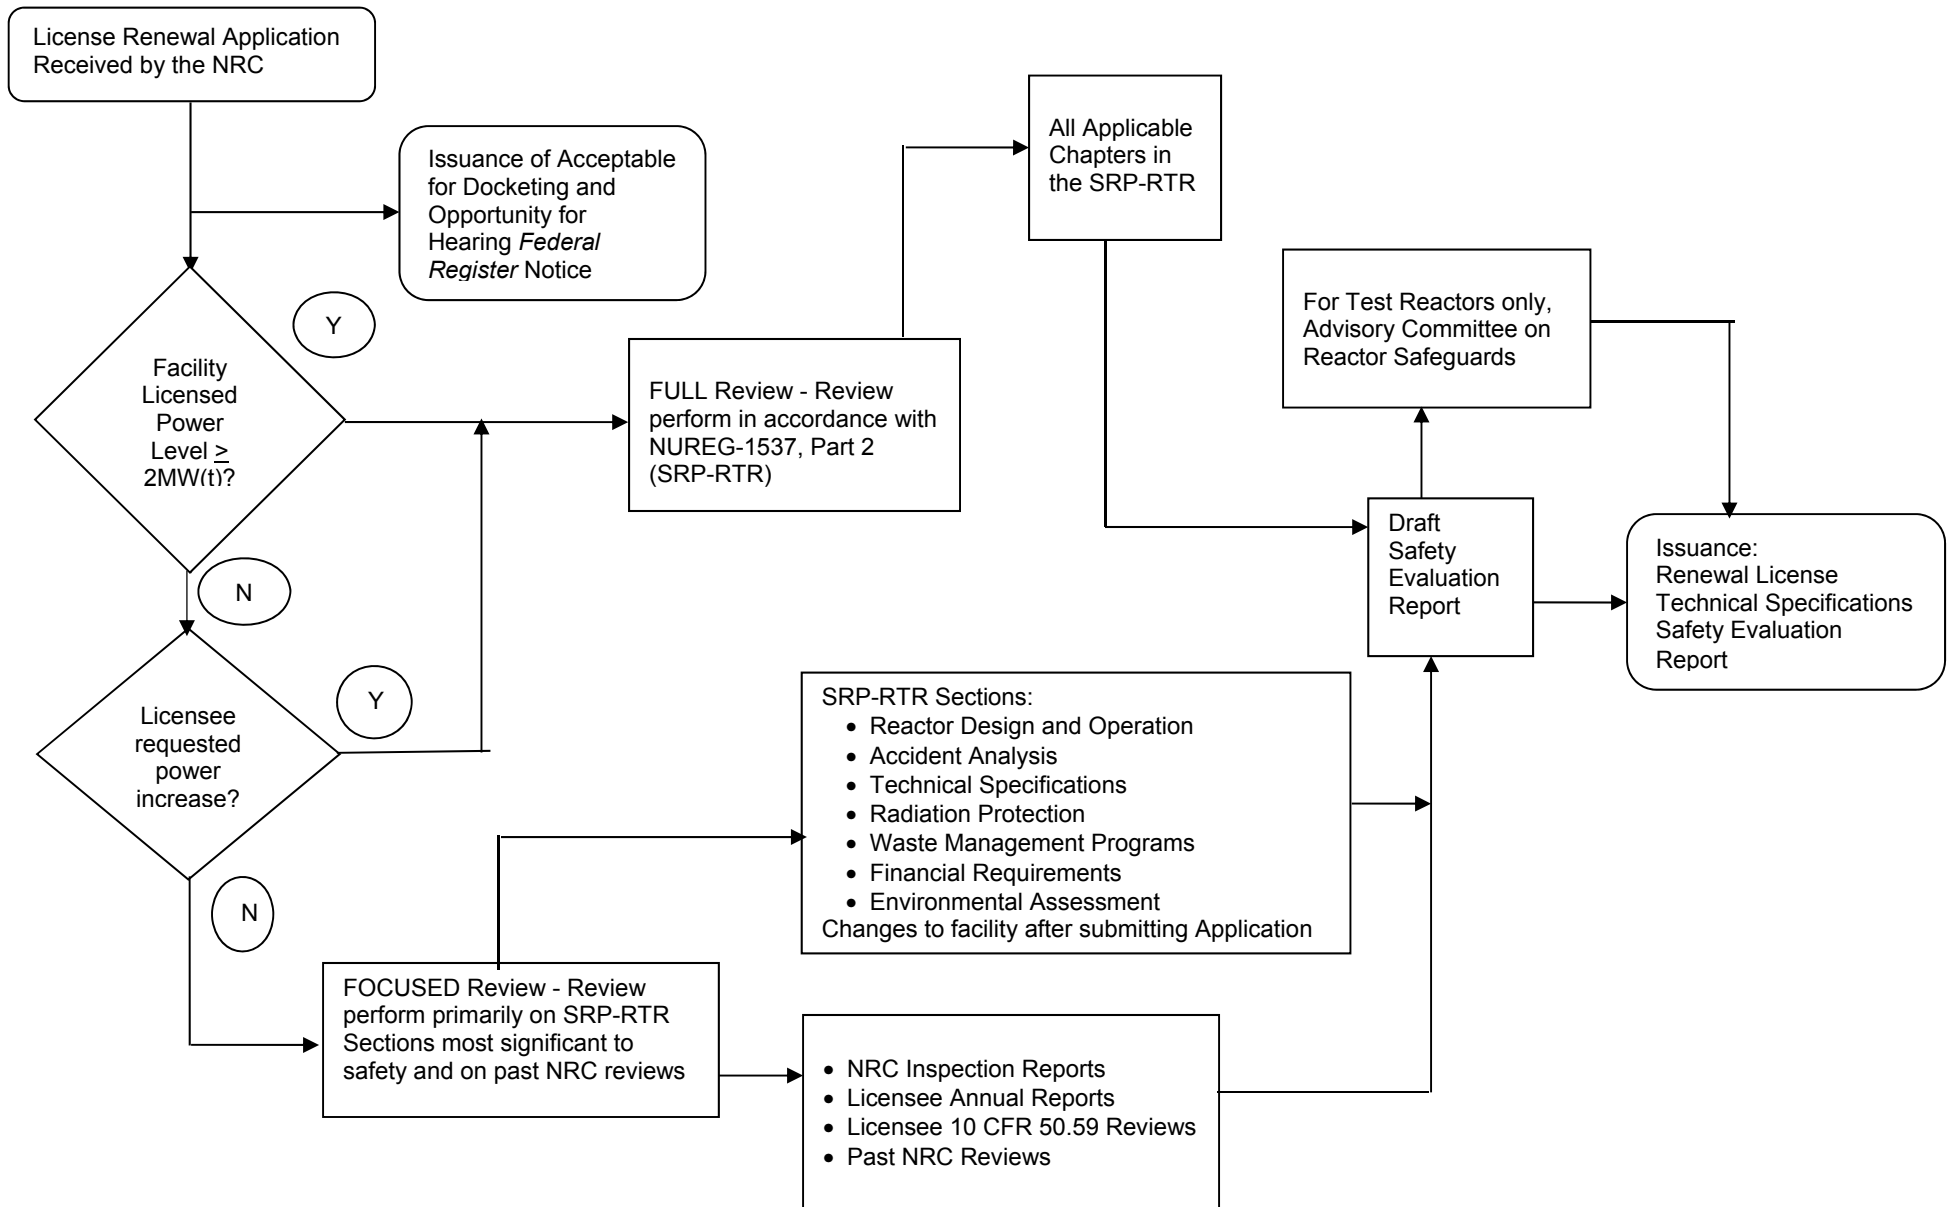 License Renewal Application
Received by the NRC
Issuance of Acceptable
for Docketing and
Opportunity for
Hearing Federal
Register Notice
Y
Facility
Licensed
Power
Level ≥
2MW(t)?
N
Licensee
requested
power
increase?
Y
N
FULL Review - Review
perform in accordance with
NUREG-1537, Part 2
(SRP-RTR)
All Applicable
Chapters in
the SRP-RTR
FOCUSED Review - Review
perform primarily on SRP-RTR
Sections most significant to
safety and on past NRC reviews
SRP-RTR Sections:
• Reactor Design and Operation
• Accident Analysis
• Technical Specifications
• Radiation Protection
• Waste Management Programs
• Financial Requirements
• Environmental Assessment
Changes to facility after submitting Application
• NRC Inspection Reports
• Licensee Annual Reports
• Licensee 10 CFR 50.59 Reviews
• Past NRC Reviews
Draft
Safety
Evaluation
Report
For Test Reactors only,
Advisory Committee on
Reactor Safeguards
Issuance:
Renewal License
Technical Specifications
Safety Evaluation
Report